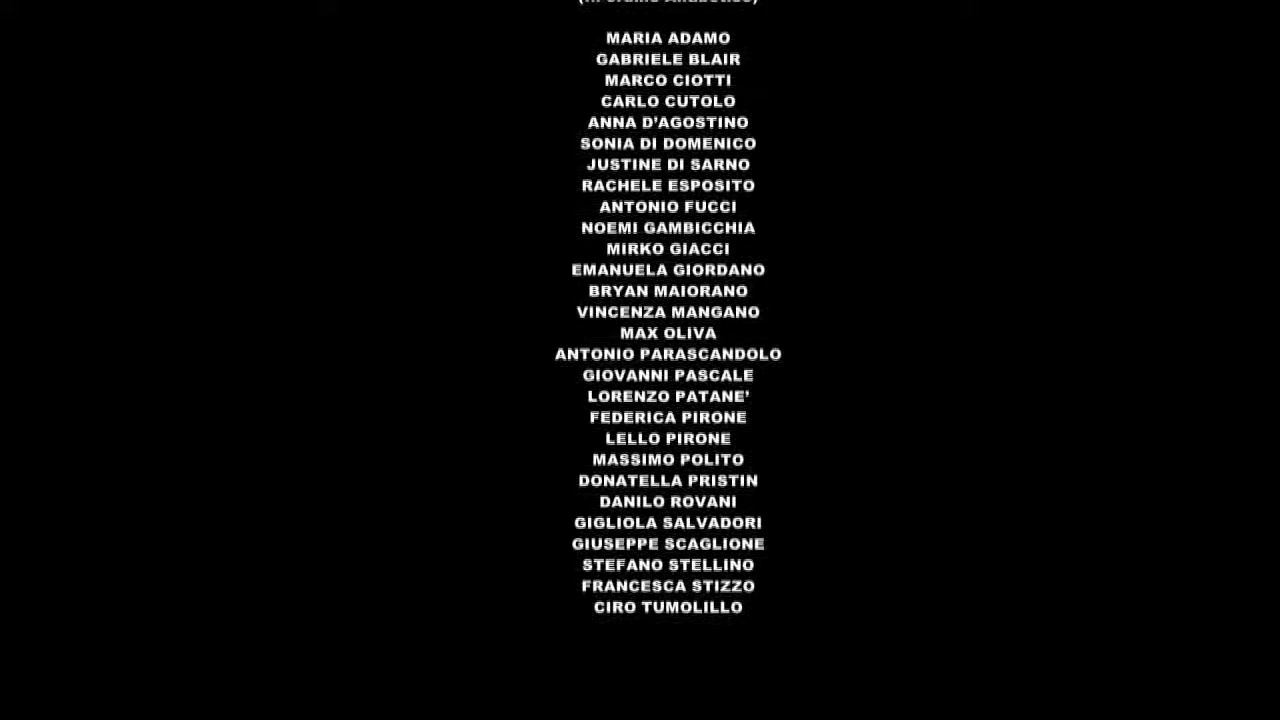 MARIA ADAMO
GABRIELE BLAIR
MARCO CIOTTI
CARLO CUTOLO
ANNA D'AGOSTINO
SONIA DI DOMENICO
JUSTINE DI SARNO
RACHELE ESPOSITO
ANTONIO FUCCI
NOEMI GAMBICCHIA
MIRKO GIACCI
EMANUELA GIORDANO
BRYAN MAIORANO
VINCENZA MANGANO
MAX OLIVA
ANTONIO PARASCANDOLO
GIOVANNI PASCALE
LORENZO PATANE'
FEDERICA PIRONE
LELLO PIRONE
MASSIMO POLITO
DONATELLA PRISTIN
DANILO ROVANI
GIGLIOLA SALVADORI
GIUSEPPE SCAGLIONE
STEFANO STELLINO
FRANCESCA STIZZO
CIRO TUMOLILLO